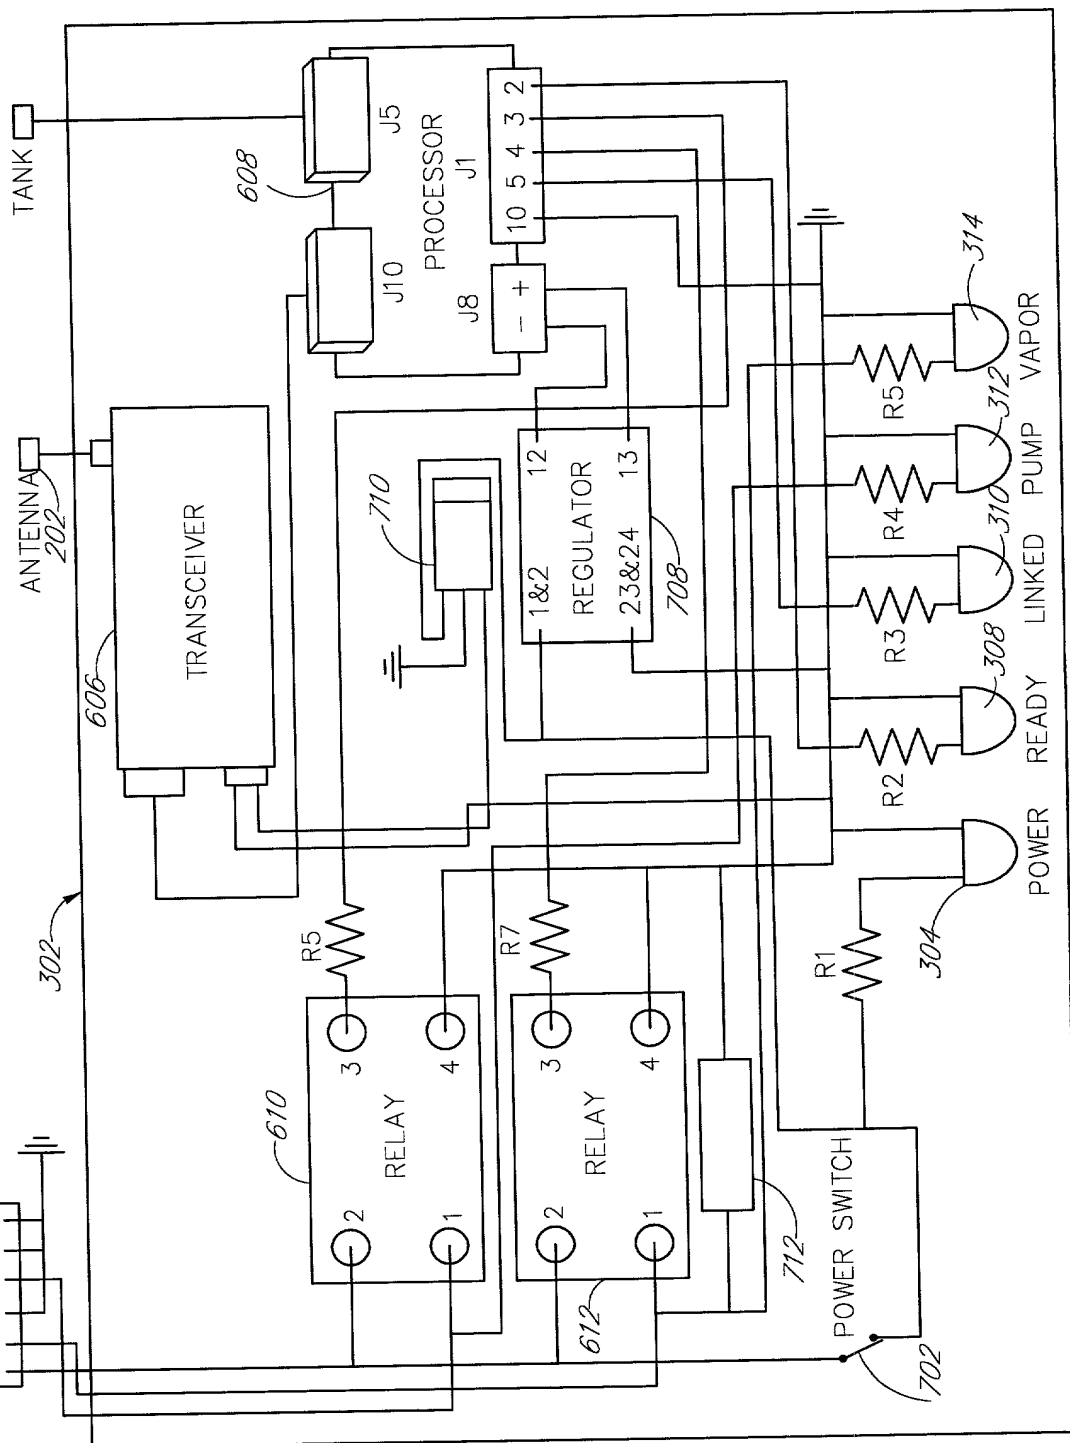 TANK
ANTENNA
202
302
606
TRANSCEIVER
608
J5
J10
PROCESSOR
J1
10 5 4 3 2
J8
- +
710
12
13
REGULATOR
1&2
23&24
708
610
RELAY
2
1
3
4
R5
612
RELAY
2
1
3
4
R7
712
POWER SWITCH
702
R1
304
POWER
R2
308
READY
R3
310
LINKED
R4
312
PUMP
R5
314
VAPOR